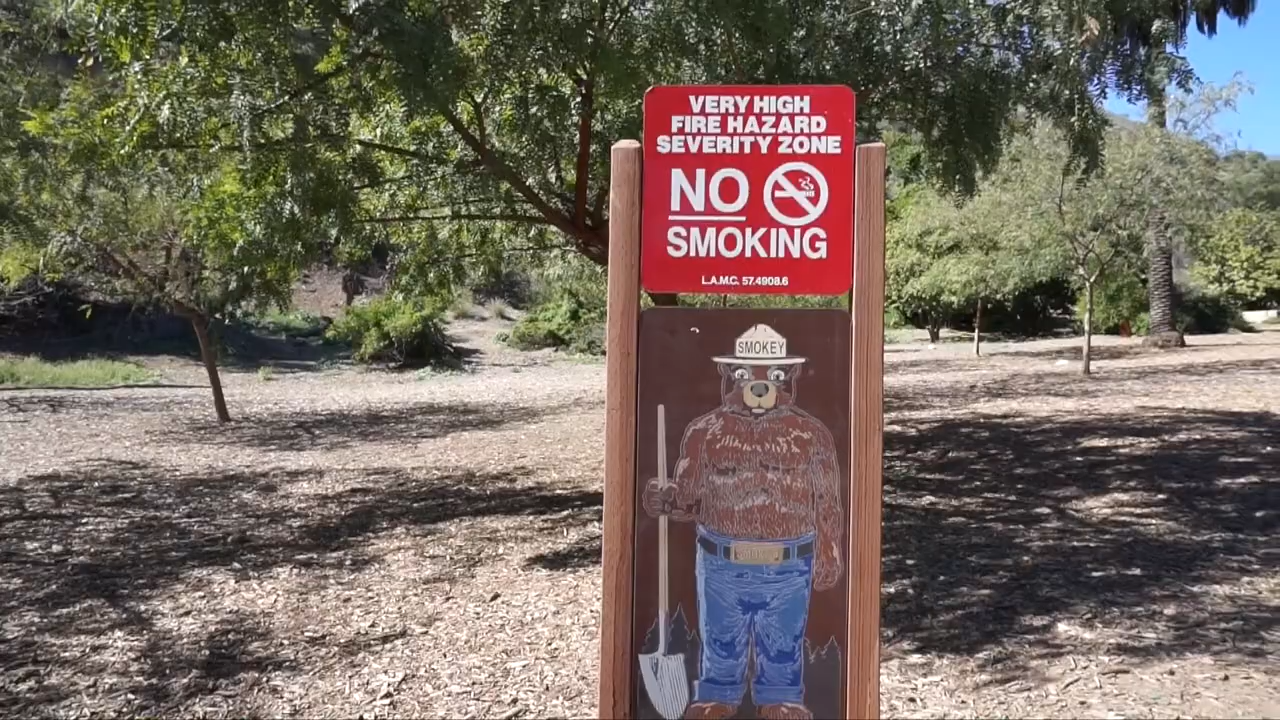 VERY HIGH
FIRE HAZARD
SEVERITY ZONE
NO
SMOKING
L.A.M.C. 57.4908.6
SMOKEY